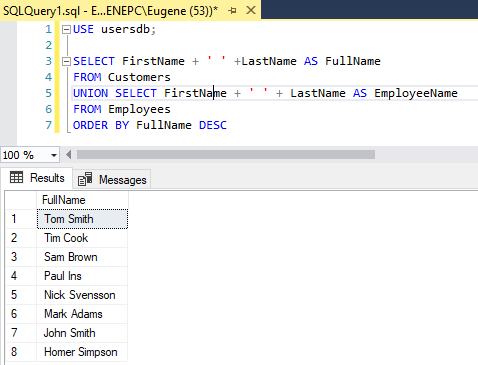 SQLQuery1.sql - E...ENEPC\Eugene (53))*
1 USE usersdb;
2
3 SELECT FirstName + ' ' +LastName AS FullName
4 FROM Customers
5 UNION SELECT FirstName + ' ' + LastName AS EmployeeName
6 FROM Employees
7 ORDER BY FullName DESC
100 %
Results Messages
FullName
1 Tom Smith
2 Tim Cook
3 Sam Brown
4 Paul Ins
5 Nick Svensson
6 Mark Adams
7 John Smith
8 Homer Simpson